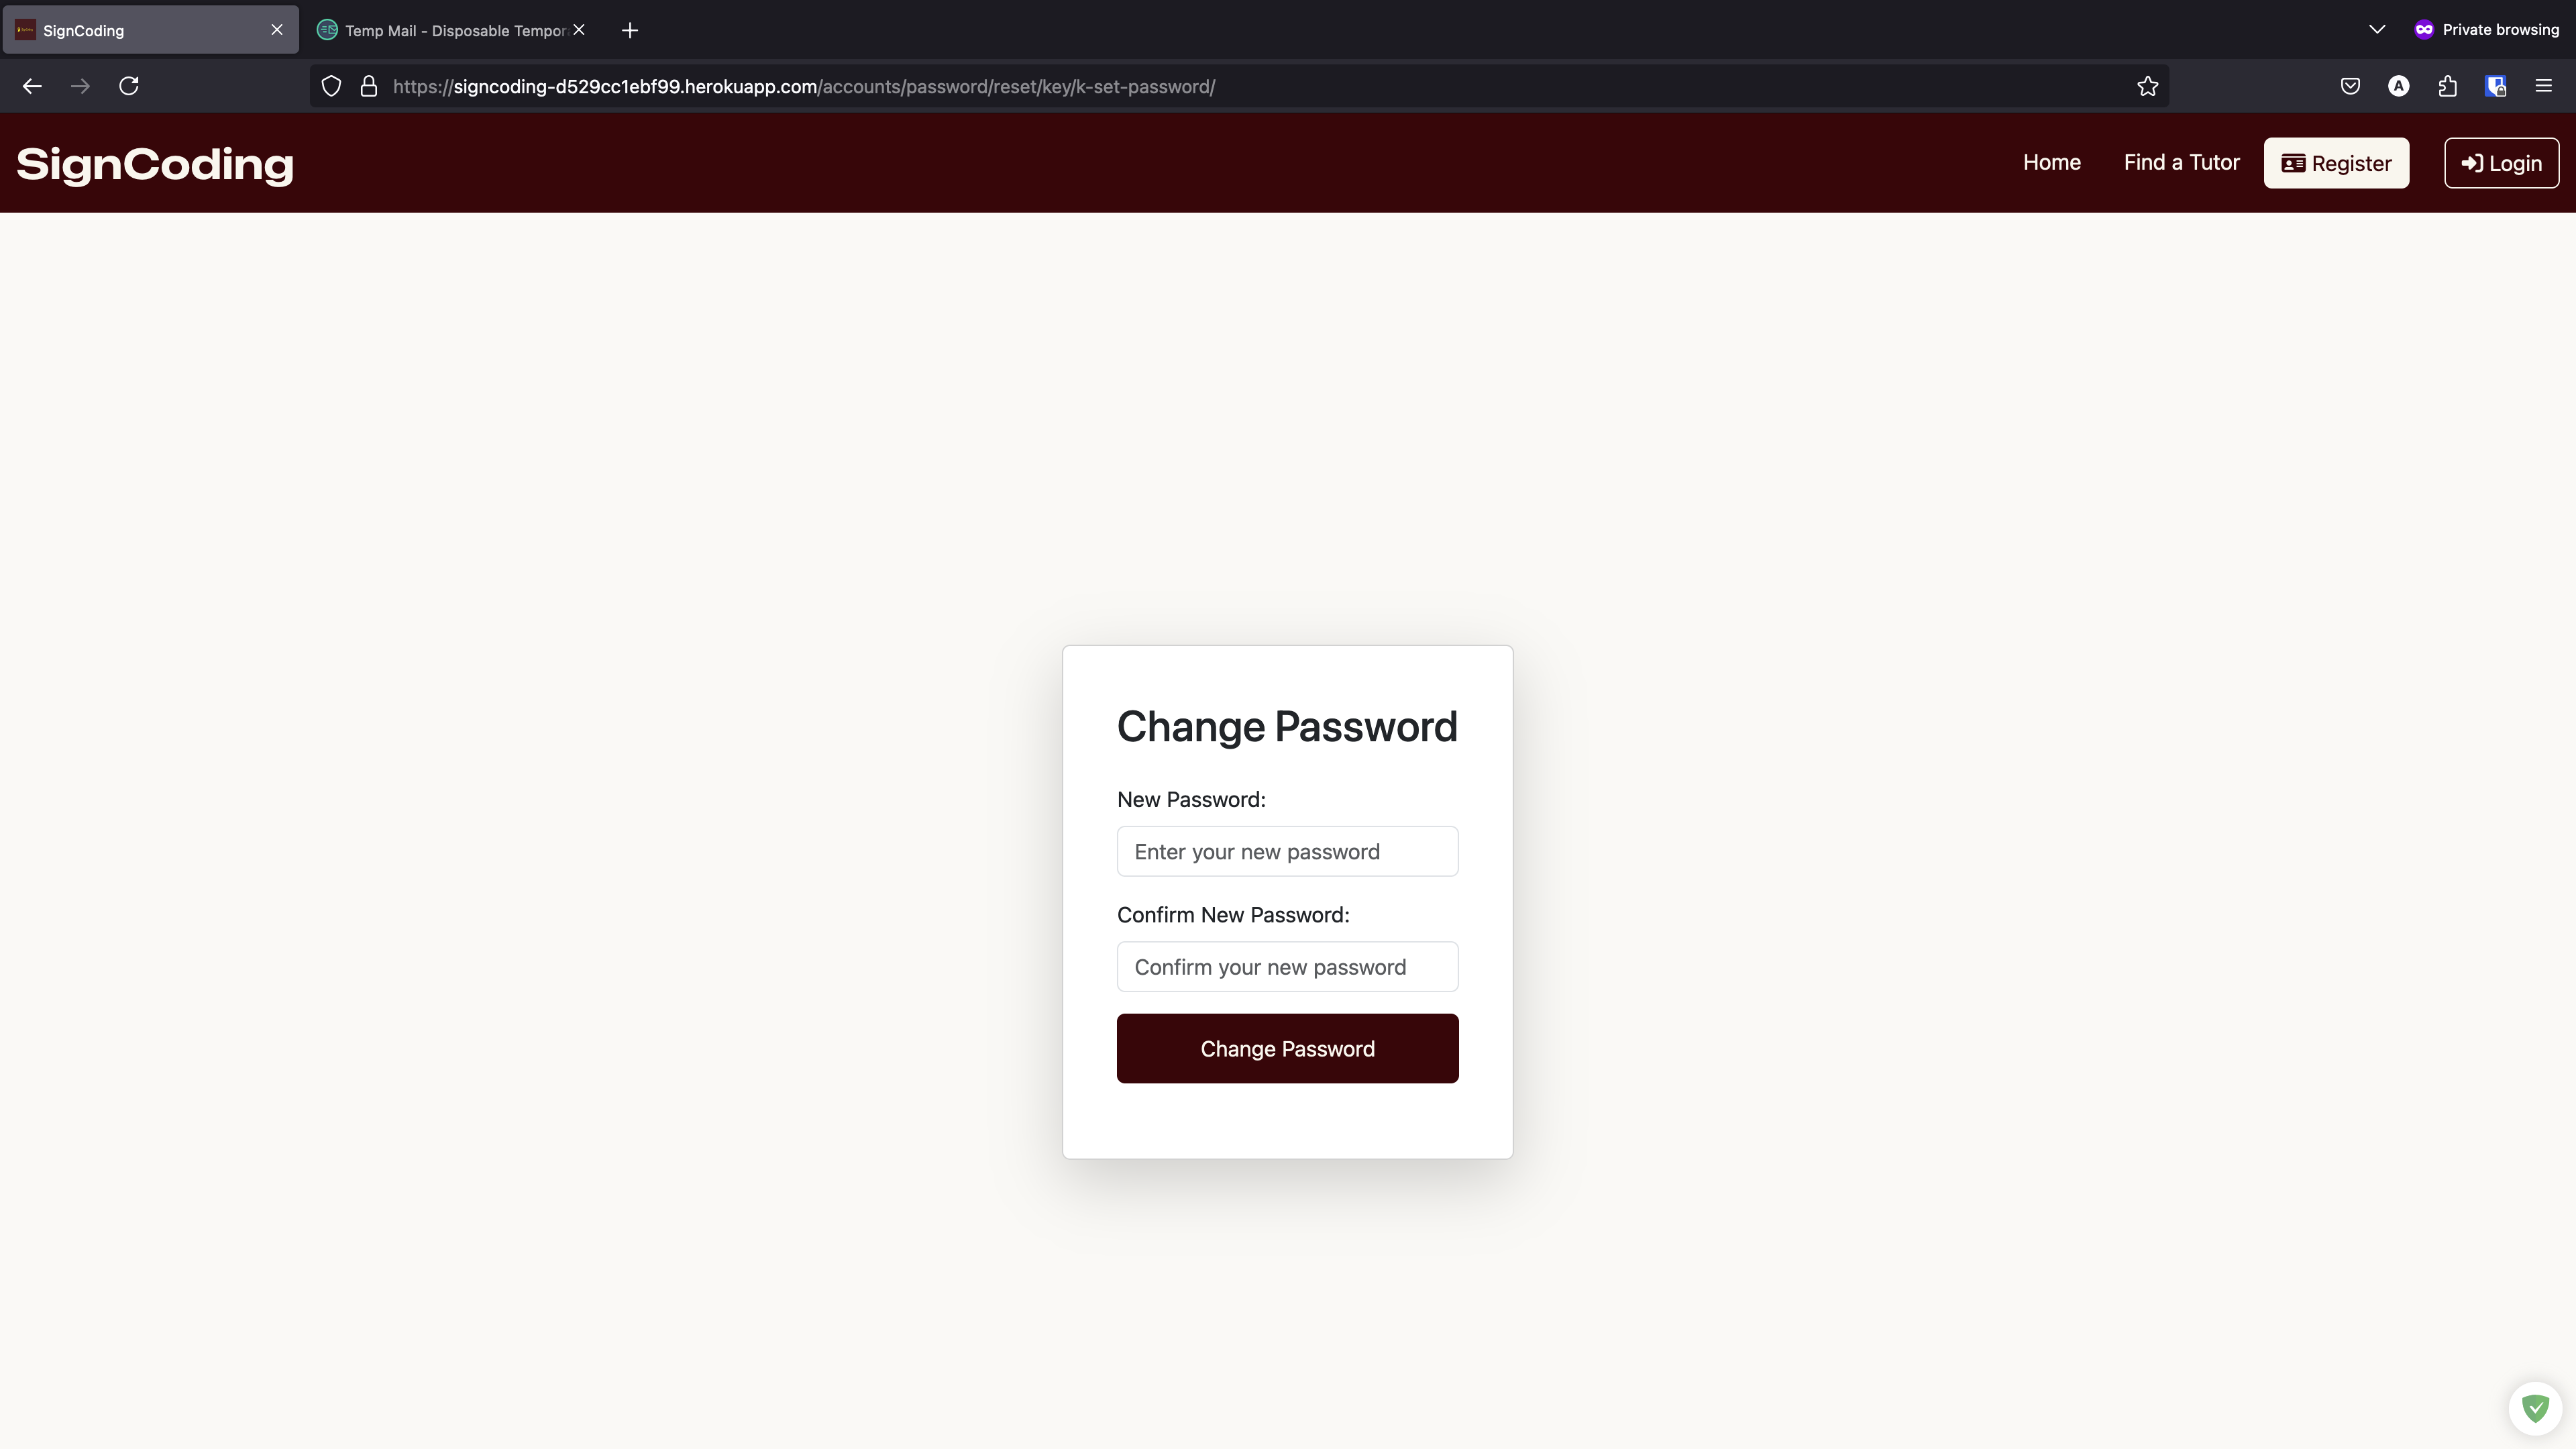 SignCoding
Temp Mail - Disposable Tempor
Private browsing
https://signcoding-d529cc1ebf99.herokuapp.com/accounts/password/reset/key/k-set-password/
A
SignCoding
Home
Find a Tutor
Register
Login
Change Password
New Password:
Enter your new password
Confirm New Password:
Confirm your new password
Change Password